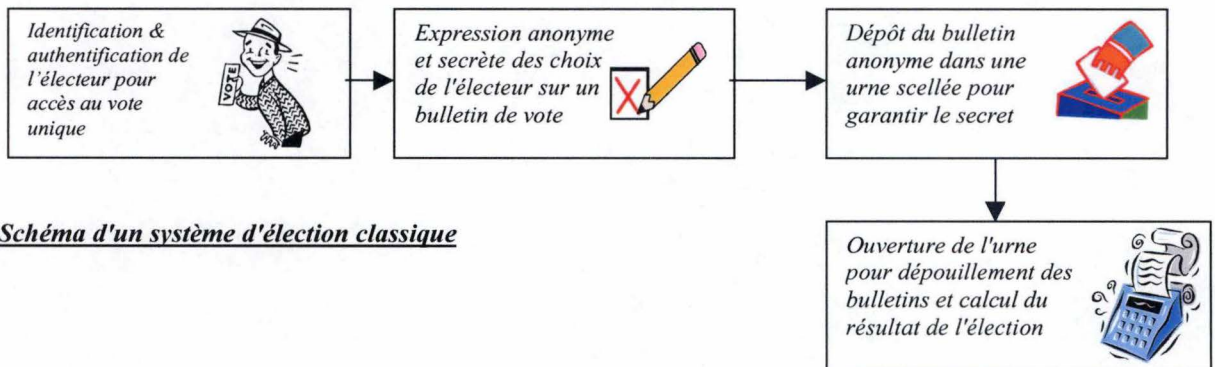 Identification &
authentification de
l'électeur pour
accès au vote
unique
VOTE
Expression anonyme
et secrète des choix
de l'électeur sur un
bulletin de vote
Dépôt du bulletin
anonyme dans une
urne scellée pour
garantir le secret
Schéma d'un système d'élection classique
Ouverture de l'urne
pour dépouillement des
bulletins et calcul du
résultat de l'élection